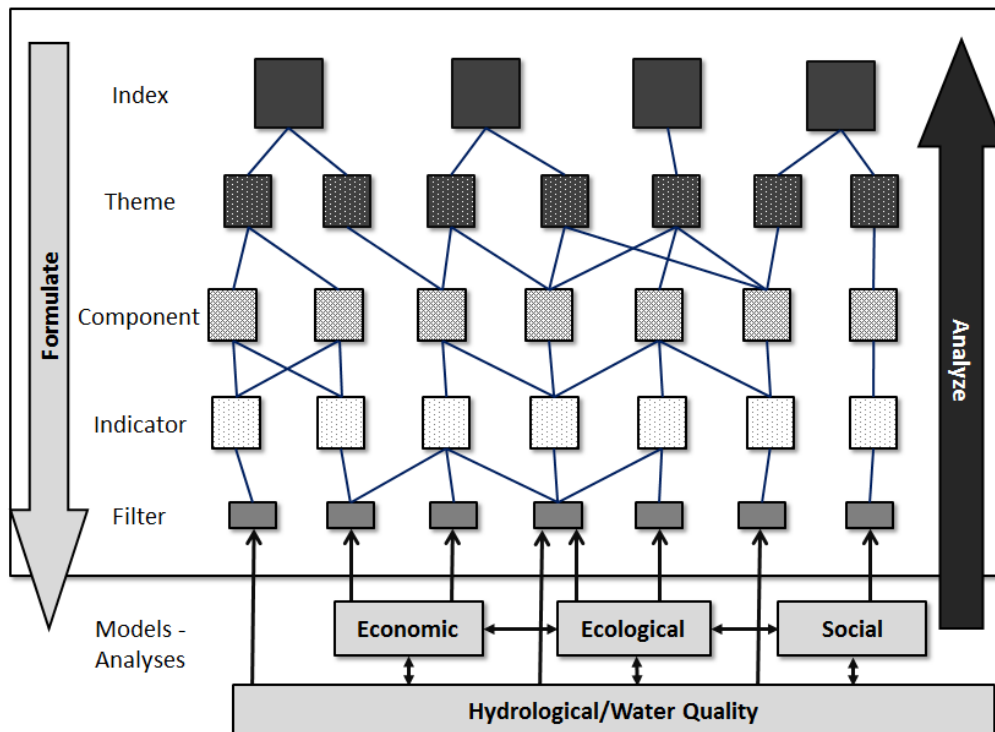 Index
Theme
Formulate
Component
Analyze
Indicator
Filter
Models -
Analyses
Economic
Ecological
Social
Hydrological/Water Quality